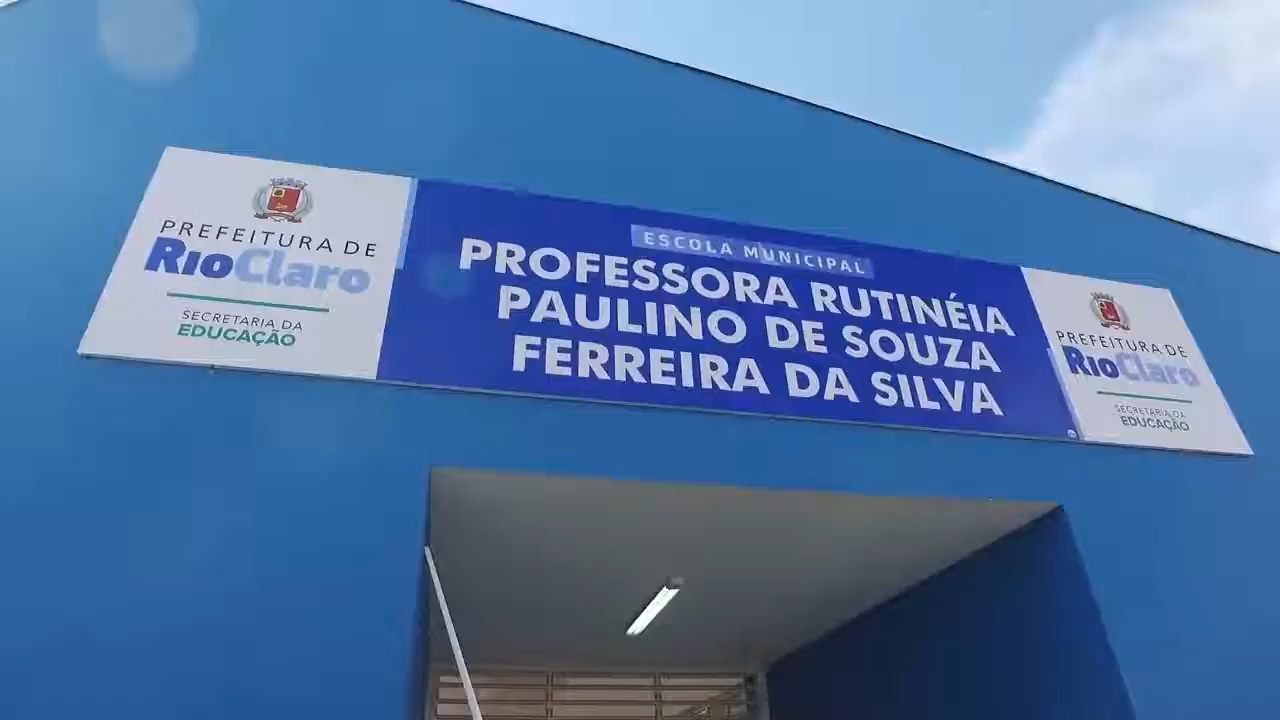 PREFEITURA DE
RioClaro
SECRETARIA DA
EDUCAÇÃO
ESCOLA MUNICIPAL
PROFESSORA RUTINÉIA
PAULINO DE SOUZA
FERREIRA DA SILVA
PREFEITURA DE
RioClaro
SECRETARIA DA
EDUCAÇÃO